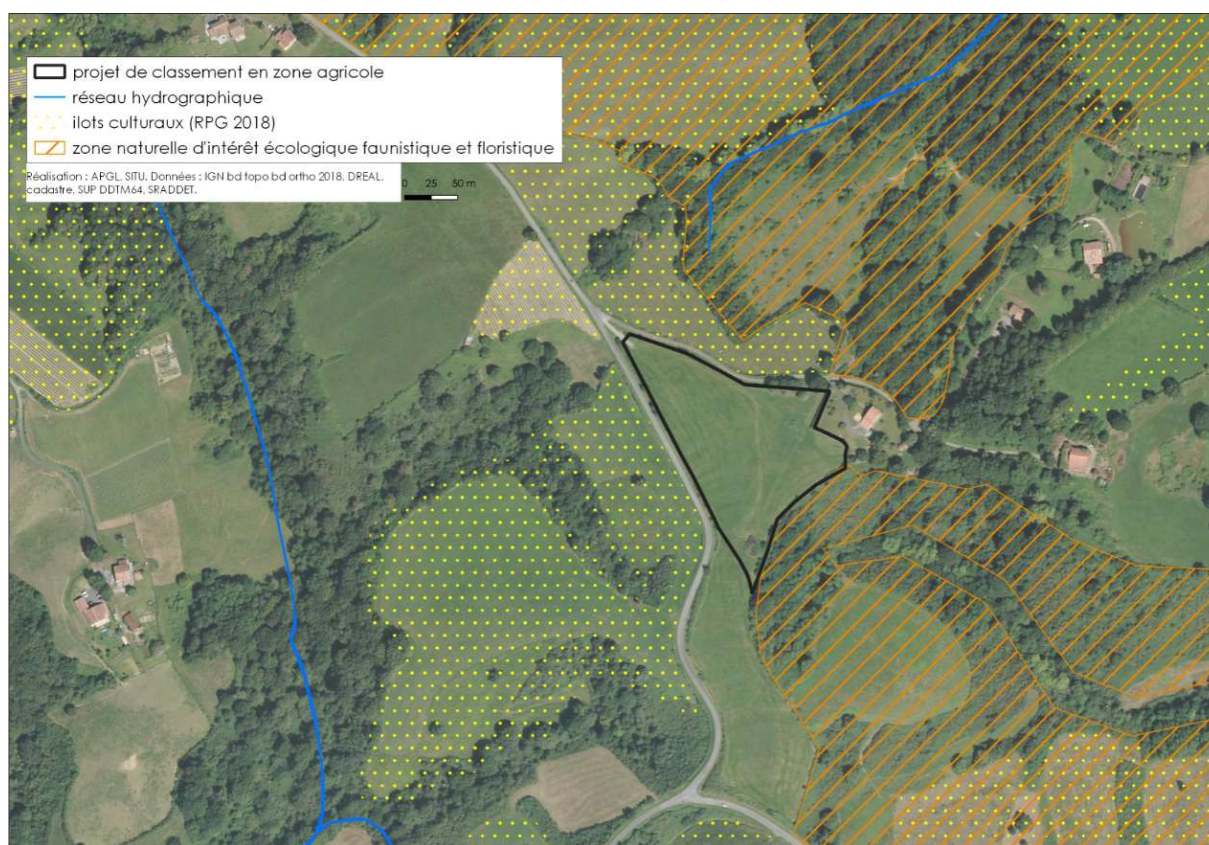 projet de classement en zone agricole
réseau hydrographique
ilots culturaux (RPG 2018)
zone naturelle d'intérêt écologique faunistique et floristique
Réalisation : APGL, SITU, Données : IGN bd topo bd ortho 2018, DREAL,
cadastre, SUP DDTM64, SRADDET.
0 25 50 m